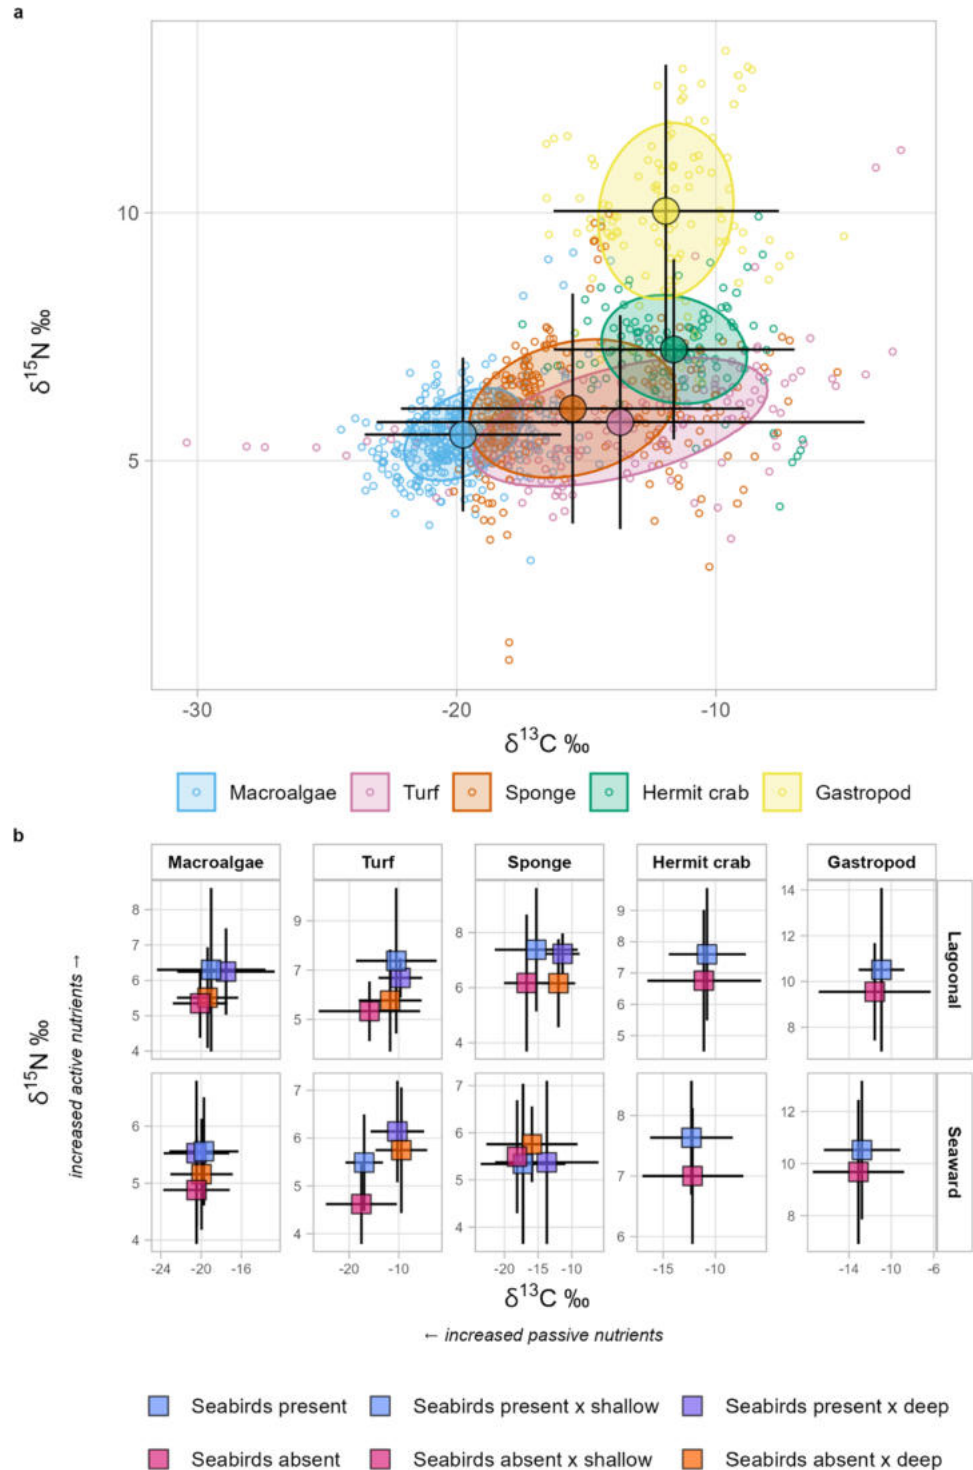 a
δ15N ‰
10
5
-30 -20 -10
δ13C ‰
Macroalgae Turf Sponge Hermit crab Gastropod
b
Macroalgae Turf Sponge Hermit crab Gastropod
8 7 6 5 4
9 7 5
8 6 4
9 8 7 6 5
14 12 10 8
Lagoonal
δ15N ‰
increased active nutrients →
6 5 4
7 6 5 4
7 6 5 4
8 7 6
12 10 8
Seaward
-24 -20 -16
-20 -10
-20 -15 -10
-15 -10
-14 -10 -6
δ13C ‰
← increased passive nutrients
Seabirds present Seabirds present x shallow Seabirds present x deep
Seabirds absent Seabirds absent x shallow Seabirds absent x deep